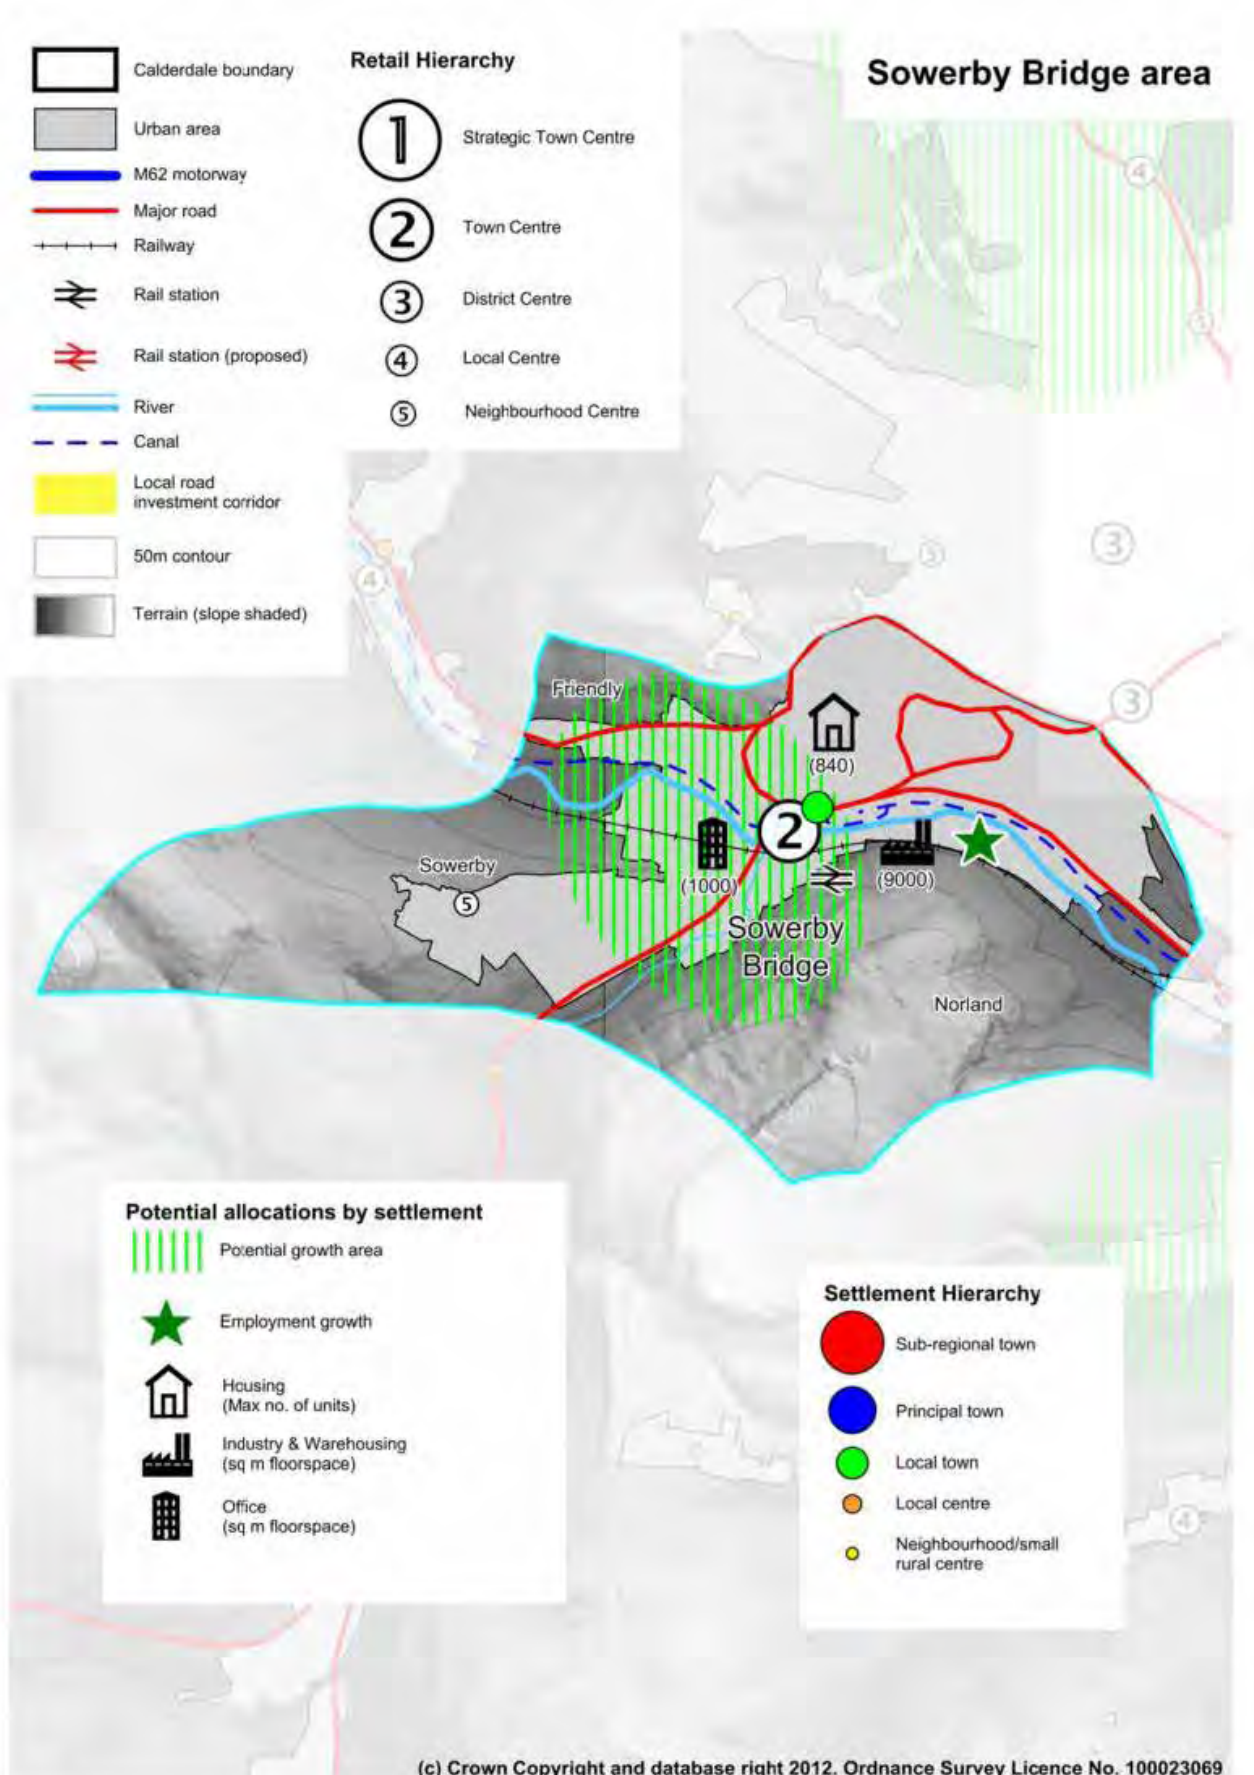 Sowerby Bridge area
Calderdale boundary
Urban area
M62 motorway
Major road
Railway
Rail station
Rail station (proposed)
River
Canal
Local road
investment corridor
50m contour
Terrain (slope shaded)
Retail Hierarchy
1
Strategic Town Centre
2
Town Centre
3
District Centre
4
Local Centre
5
Neighbourhood Centre
4
5
5
3
4
3
Friendly
(840)
2
Sowerby
5
(1000)
(9000)
Sowerby
Bridge
Norland
Potential allocations by settlement
Potential growth area
Employment growth
Housing
(Max no. of units)
Industry & Warehousing
(sq m floorspace)
Office
(sq m floorspace)
Settlement Hierarchy
Sub-regional town
Principal town
Local town
Local centre
Neighbourhood/small
rural centre
4
(c) Crown Copyright and database right 2012. Ordnance Survey Licence No. 100023069